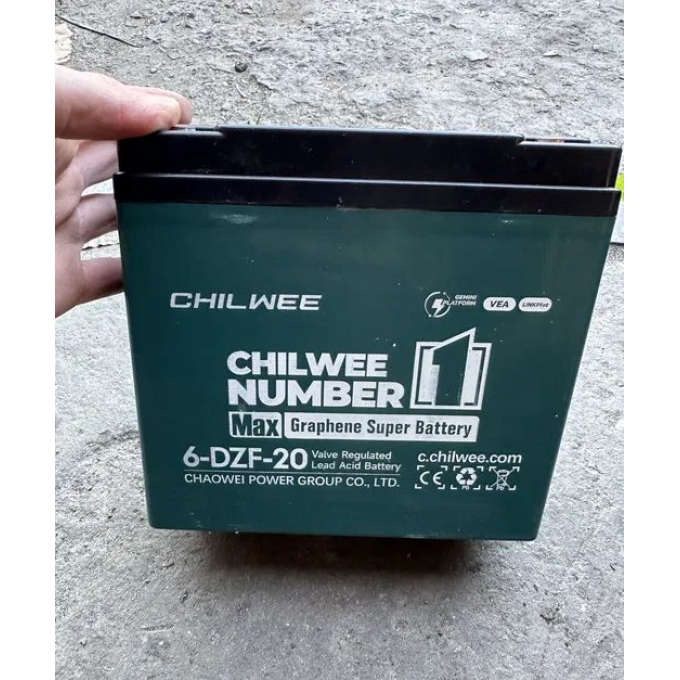 CHILWEE
GEMINI
PLATFORM
VEA
LINKPlat
CHILWEE
NUMBER 1
Max Graphene Super Battery
6-DZF-20 Valve Regulated
Lead Acid Battery
c.chilwee.com
CHAOWEI POWER GROUP CO., LTD.
CE